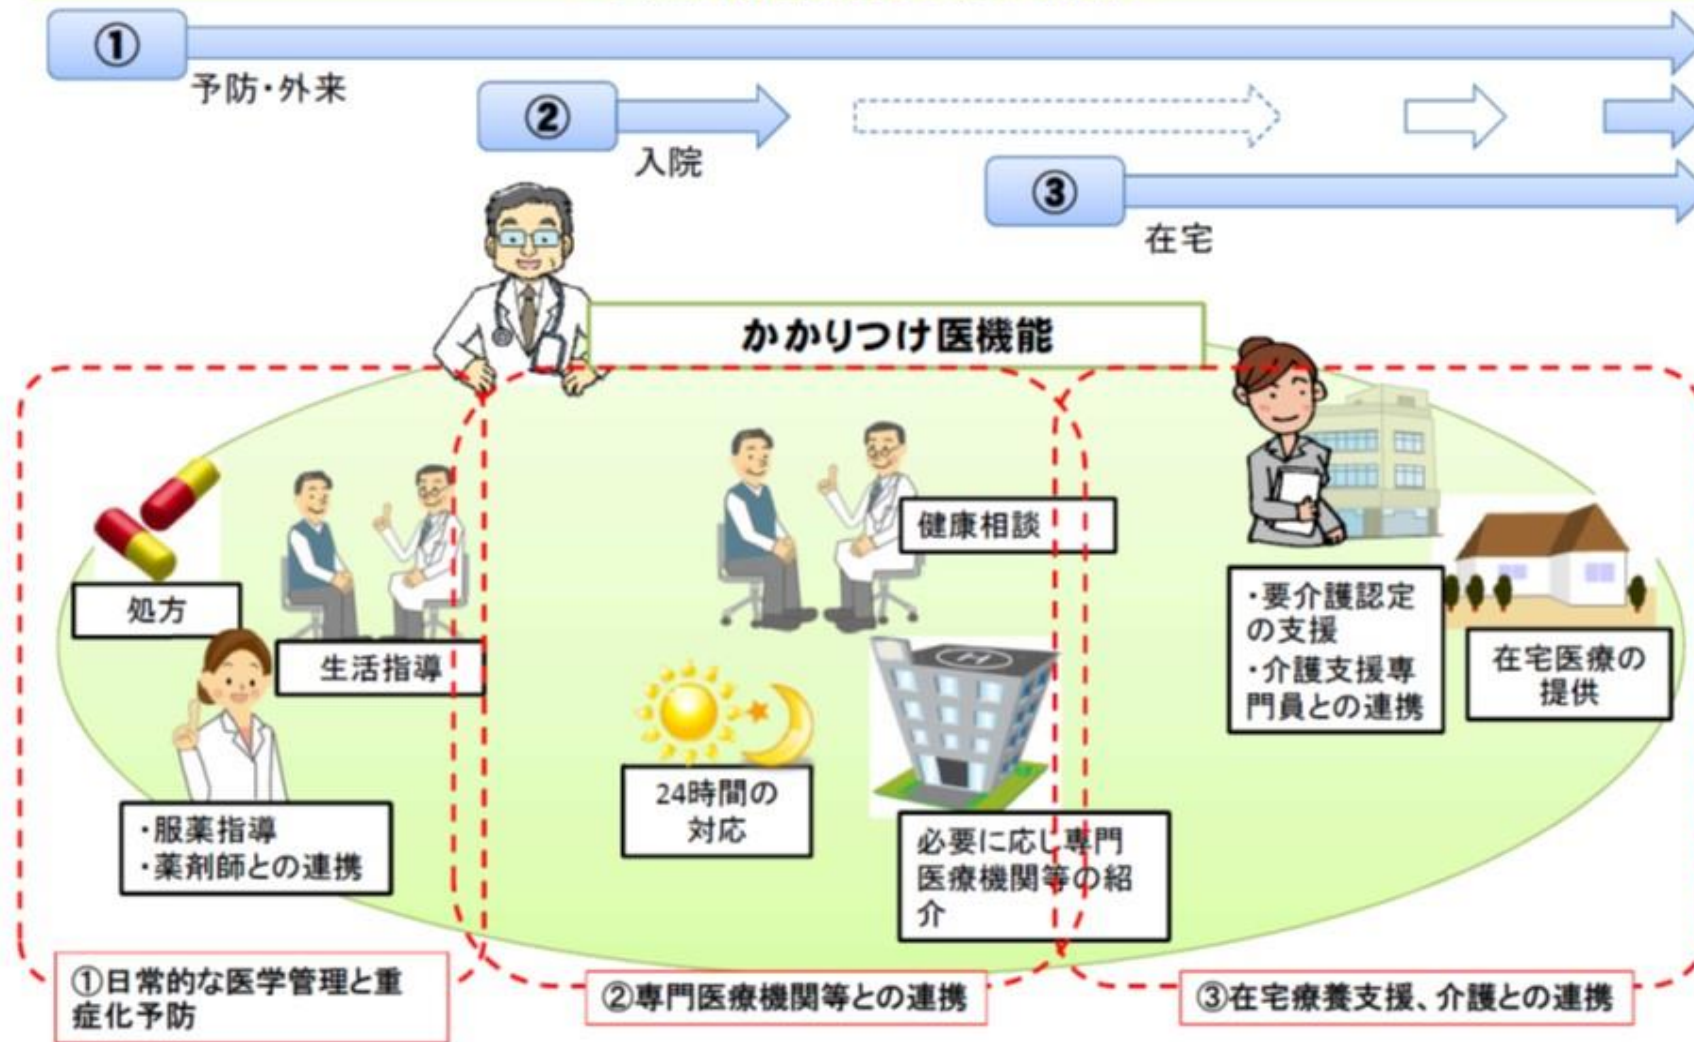 ①
予防・外来
②
入院
③
在宅
かかりつけ医機能
処方
生活指導
・服薬指導
・薬剤師との連携
健康相談
24時間の
対応
必要に応じ専門
医療機関等の紹
介
・要介護認定
の支援
・介護支援専
門員との連携
在宅医療の
提供
①日常的な医学管理と重
症化予防
②専門医療機関等との連携
③在宅療養支援、介護との連携